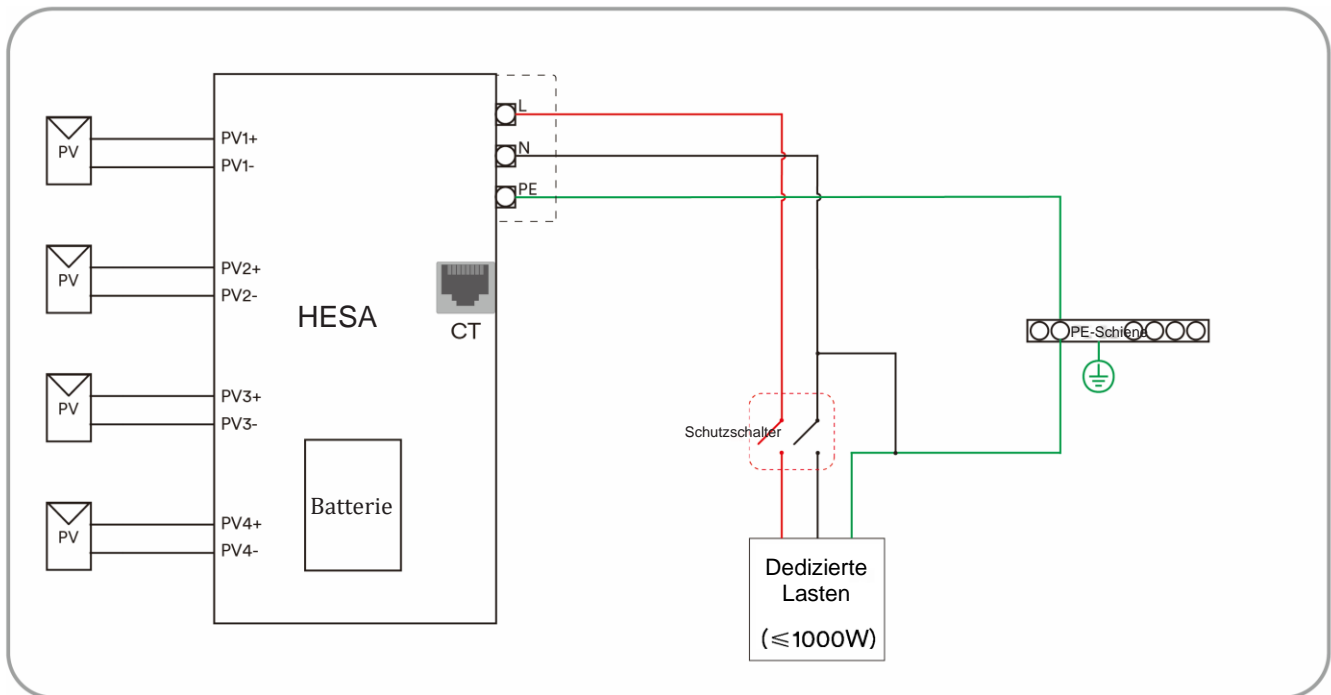 PV
PV1+
PV1-
PV
PV2+
PV2-
PV
PV3+
PV3-
PV
PV4+
PV4-
HESA
Batterie
CT
L
N
PE
PE-Schiene
Schutzschalter
Dedizierte
Lasten
(≤1000W)